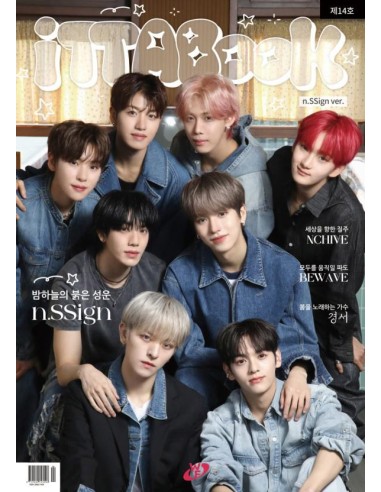 iTTABook
제14호
n.SSign ver.
세상을 향한 질주
NCHIVE
모두를 움직일 파도
BEWAVE
봄을 노래하는 가수
경서
밤하늘의 붉은 성운
n.SSign